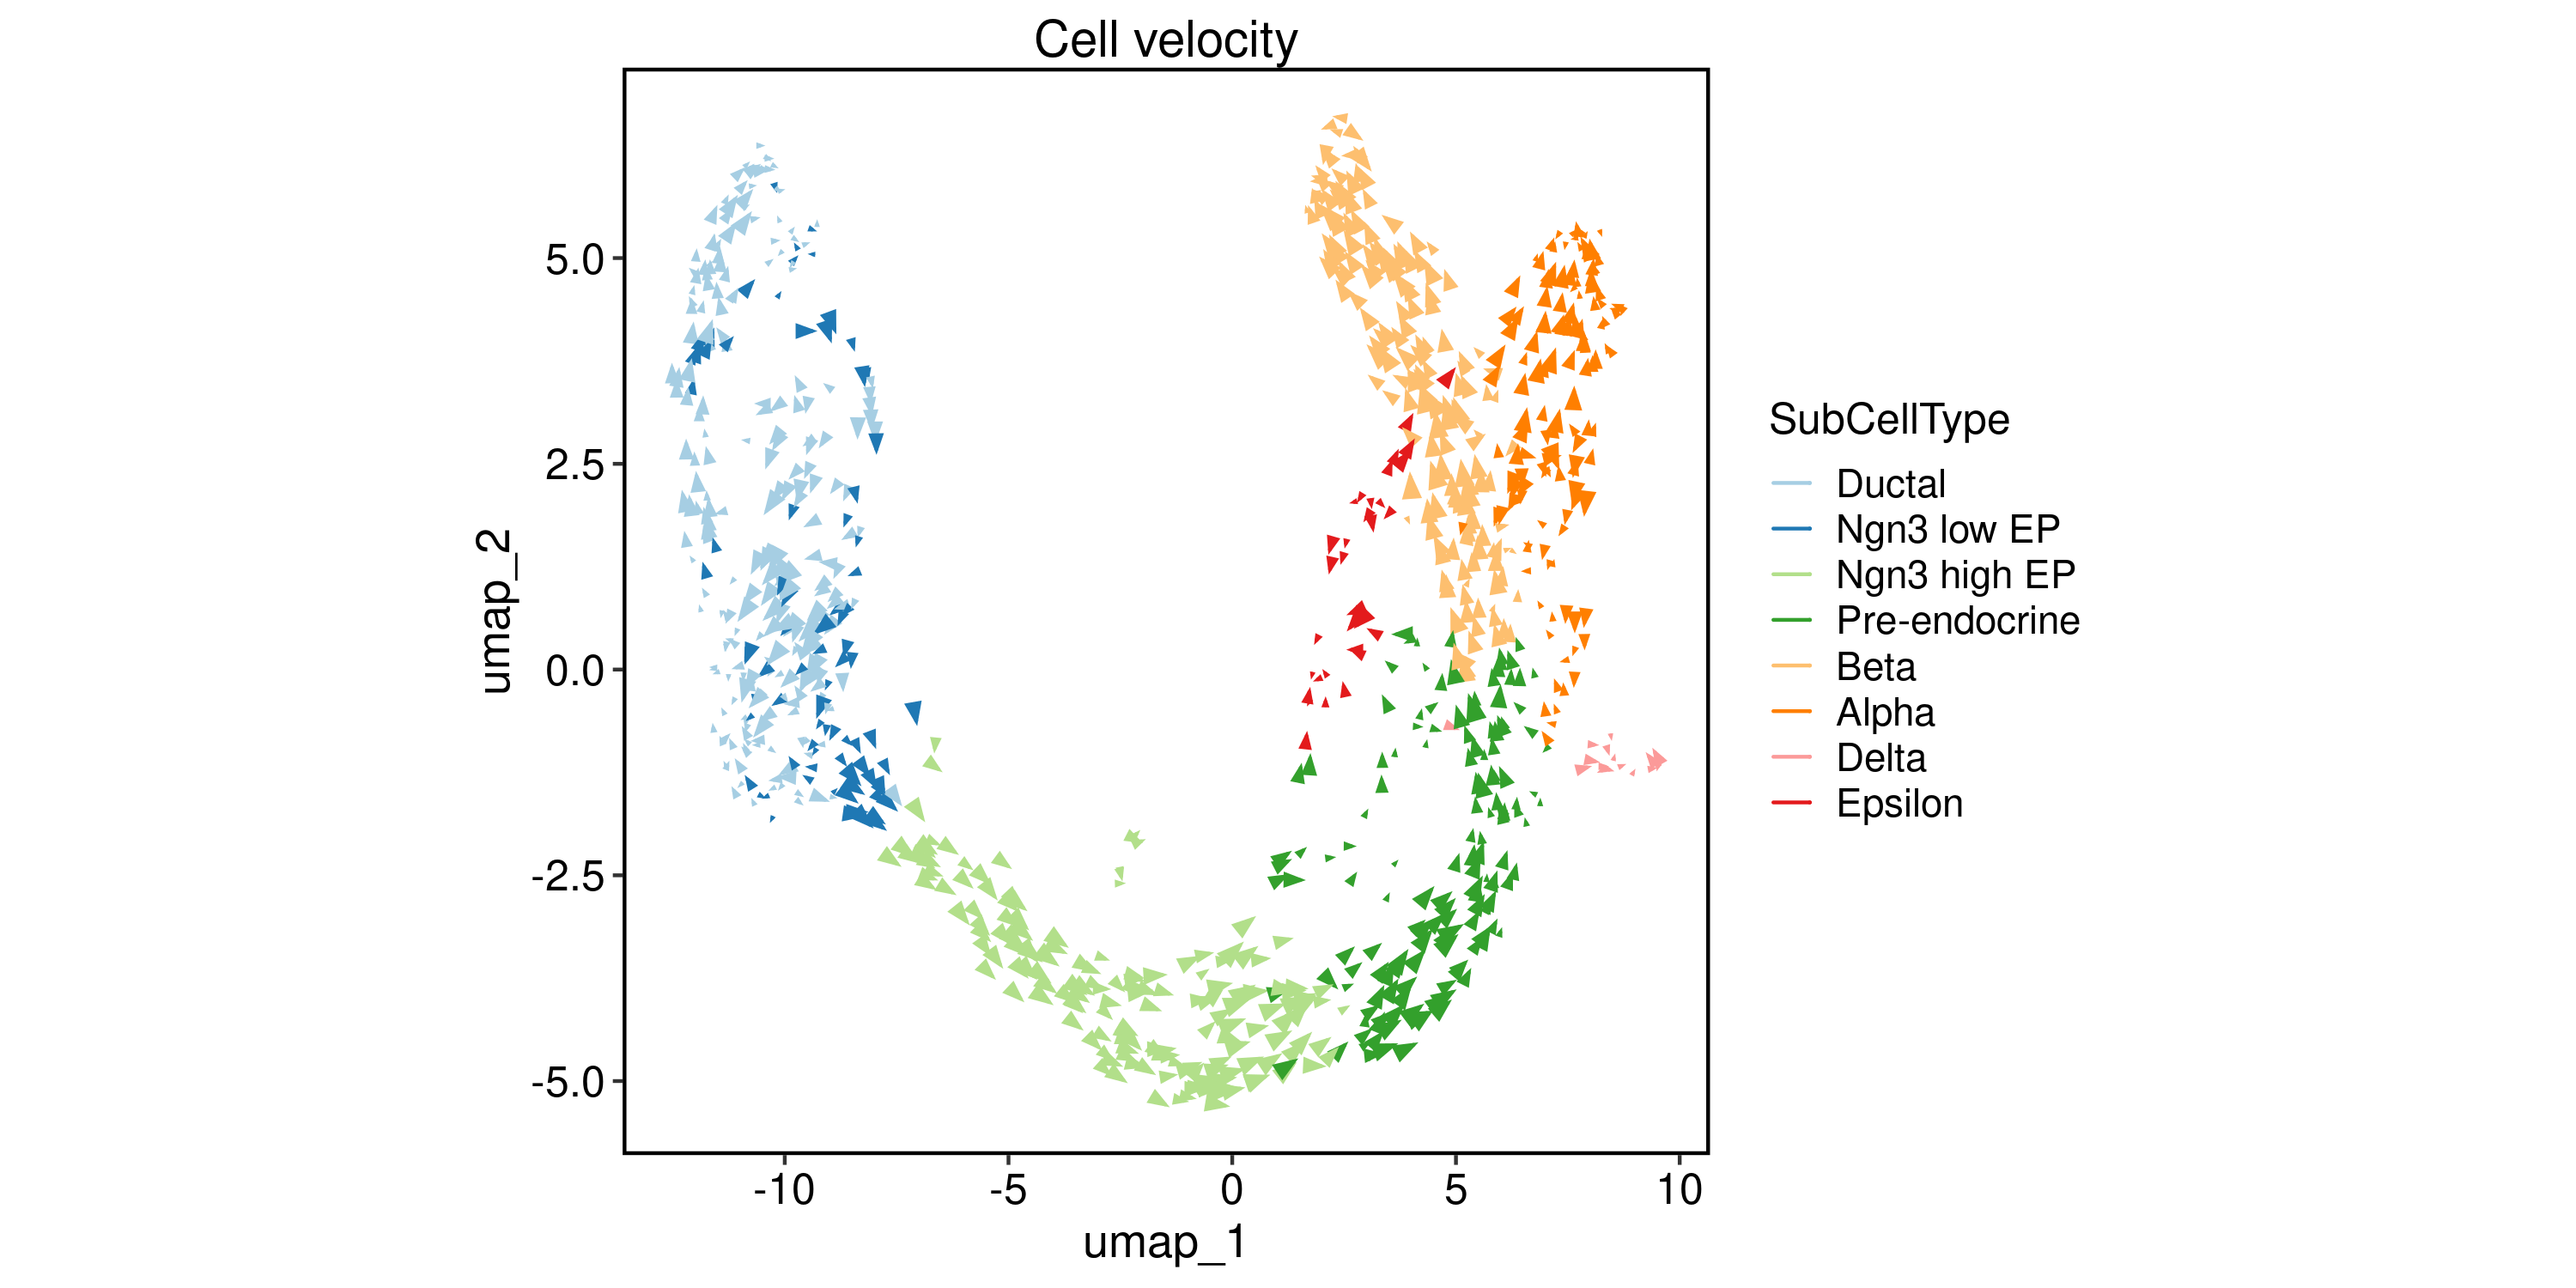 Cell velocity
5.0
2.5
0.0
-2.5
-5.0
umap_2
-10
-5
0
5
10
umap_1
SubCellType
Ductal
Ngn3 low EP
Ngn3 high EP
Pre-endocrine
Beta
Alpha
Delta
Epsilon